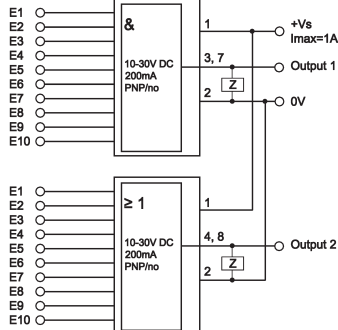 E1
E2
E3
E4
E5
E6
E7
E8
E9
E10
&
10-30V DC
200mA
PNP/no
1
+Vs
Imax=1A
3, 7
Output 1
Z
2
0V
E1
E2
E3
E4
E5
E6
E7
E8
E9
E10
≥ 1
10-30V DC
200mA
PNP/no
1
4, 8
Output 2
Z
2